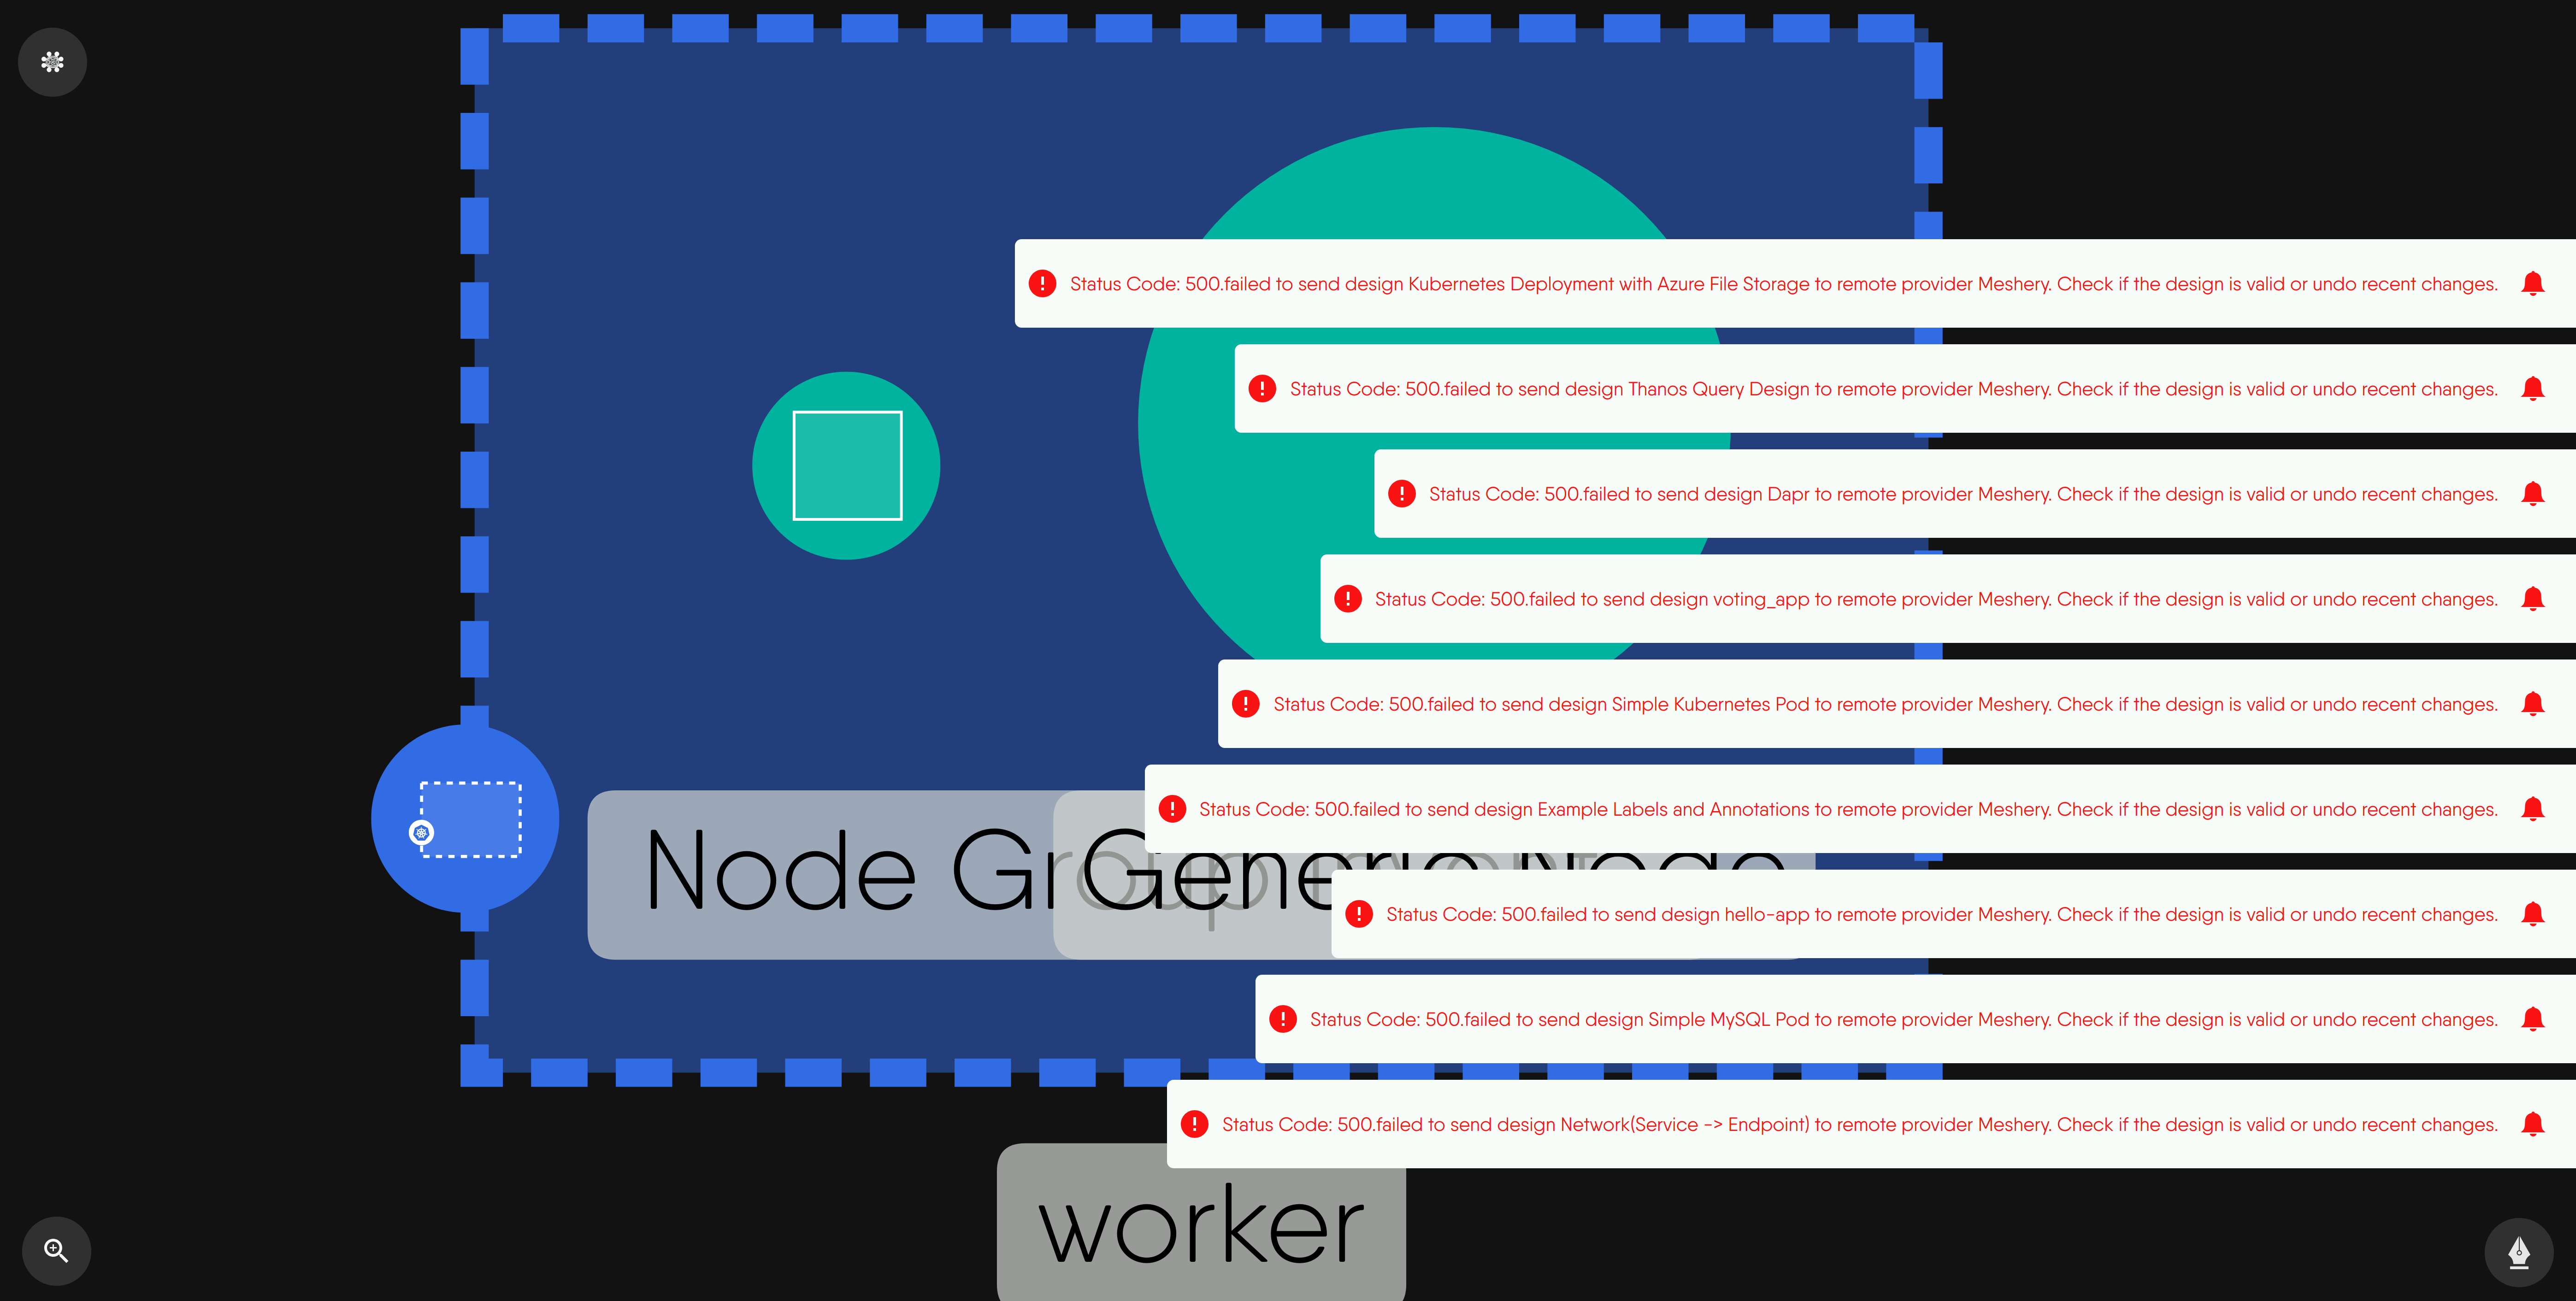 Status Code: 500.failed to send design Kubernetes Deployment with Azure File Storage to remote provider Meshery. Check if the design is valid or undo recent changes.
Status Code: 500.failed to send design Thanos Query Design to remote provider Meshery. Check if the design is valid or undo recent changes.
Status Code: 500.failed to send design Dapr to remote provider Meshery. Check if the design is valid or undo recent changes.
Status Code: 500.failed to send design voting_app to remote provider Meshery. Check if the design is valid or undo recent changes.
Status Code: 500.failed to send design Simple Kubernetes Pod to remote provider Meshery. Check if the design is valid or undo recent changes.
Status Code: 500.failed to send design Example Labels and Annotations to remote provider Meshery. Check if the design is valid or undo recent changes.
Node Group
Generic Node
Status Code: 500.failed to send design hello-app to remote provider Meshery. Check if the design is valid or undo recent changes.
Status Code: 500.failed to send design Simple MySQL Pod to remote provider Meshery. Check if the design is valid or undo recent changes.
Status Code: 500.failed to send design Network(Service -> Endpoint) to remote provider Meshery. Check if the design is valid or undo recent changes.
worker